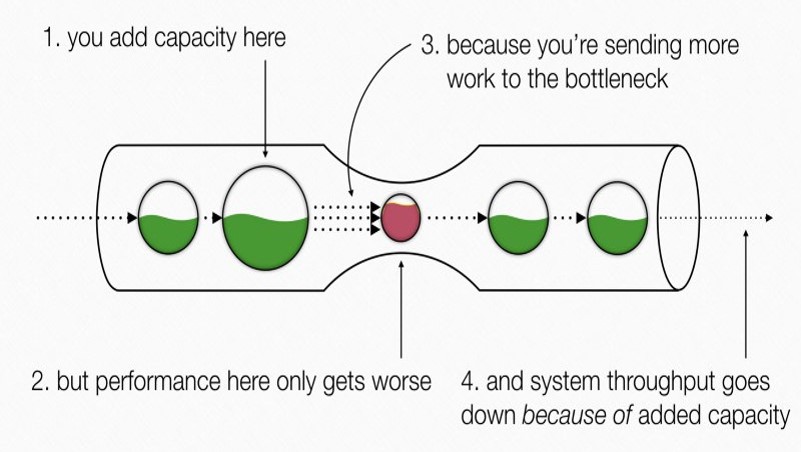 1. you add capacity here
3. because you're sending more
work to the bottleneck
2. but performance here only gets worse
4. and system throughput goes
down because of added capacity